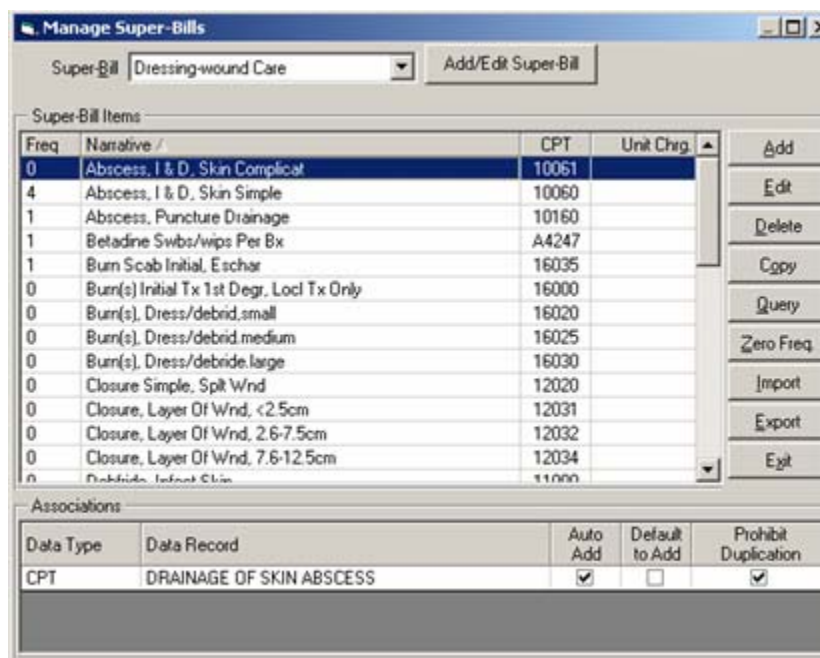 Manage Super-Bills
Super-Bill Dressing-wound Care Add/Edit Super-Bill
Super-Bill Items
Freq Narrative / CPT Unit Chrg.
0 Abscess, I & D, Skin Complicat 10061
4 Abscess, I & D, Skin Simple 10060
1 Abscess, Puncture Drainage 10160
1 Betadine Swbs/wips Per Bx A4247
1 Burn Scab Initial, Eschar 16035
0 Burn(s) Initial Tx 1st Degr, Locl Tx Only 16000
0 Burn(s), Dress/debrid,small 16020
0 Burn(s), Dress/debrid.medium 16025
0 Burn(s), Dress/debride.large 16030
0 Closure Simple, Splt Wnd 12020
0 Closure, Layer Of Wnd, <2.5cm 12031
0 Closure, Layer Of Wnd, 2.6-7.5cm 12032
0 Closure, Layer Of Wnd, 7.6-12.5cm 12034
0 Infect Skin 11000
Add
Edit
Delete
Copy
Query
Zero Freq.
Import
Export
Exit
Associations
Data Type Data Record Auto Add Default to Add Prohibit Duplication
CPT DRAINAGE OF SKIN ABSCESS